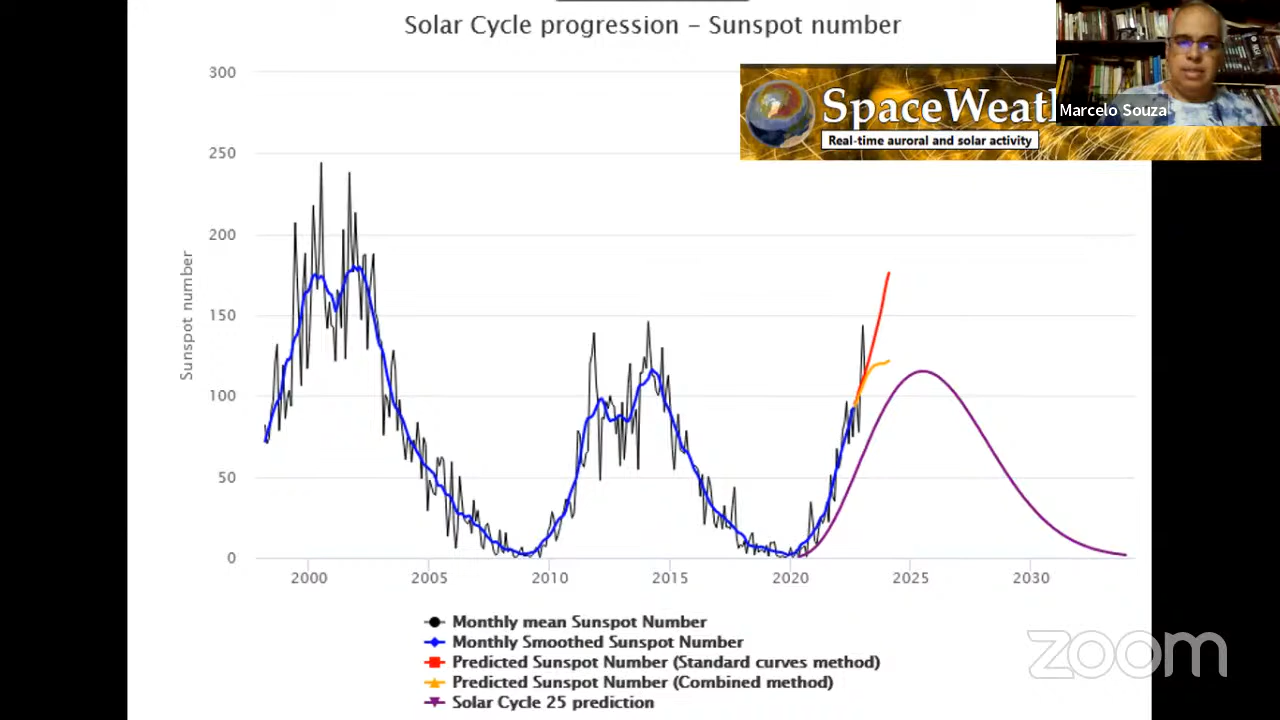 Solar Cycle progression – Sunspot number
SpaceWeath
Real-time auroral and solar activity
Marcelo Souza
300
250
200
150
100
50
0
Sunspot number
2000 2005 2010 2015 2020 2025 2030
Monthly mean Sunspot Number
Monthly Smoothed Sunspot Number
Predicted Sunspot Number (Standard curves method)
Predicted Sunspot Number (Combined method)
Solar Cycle 25 prediction
zoom